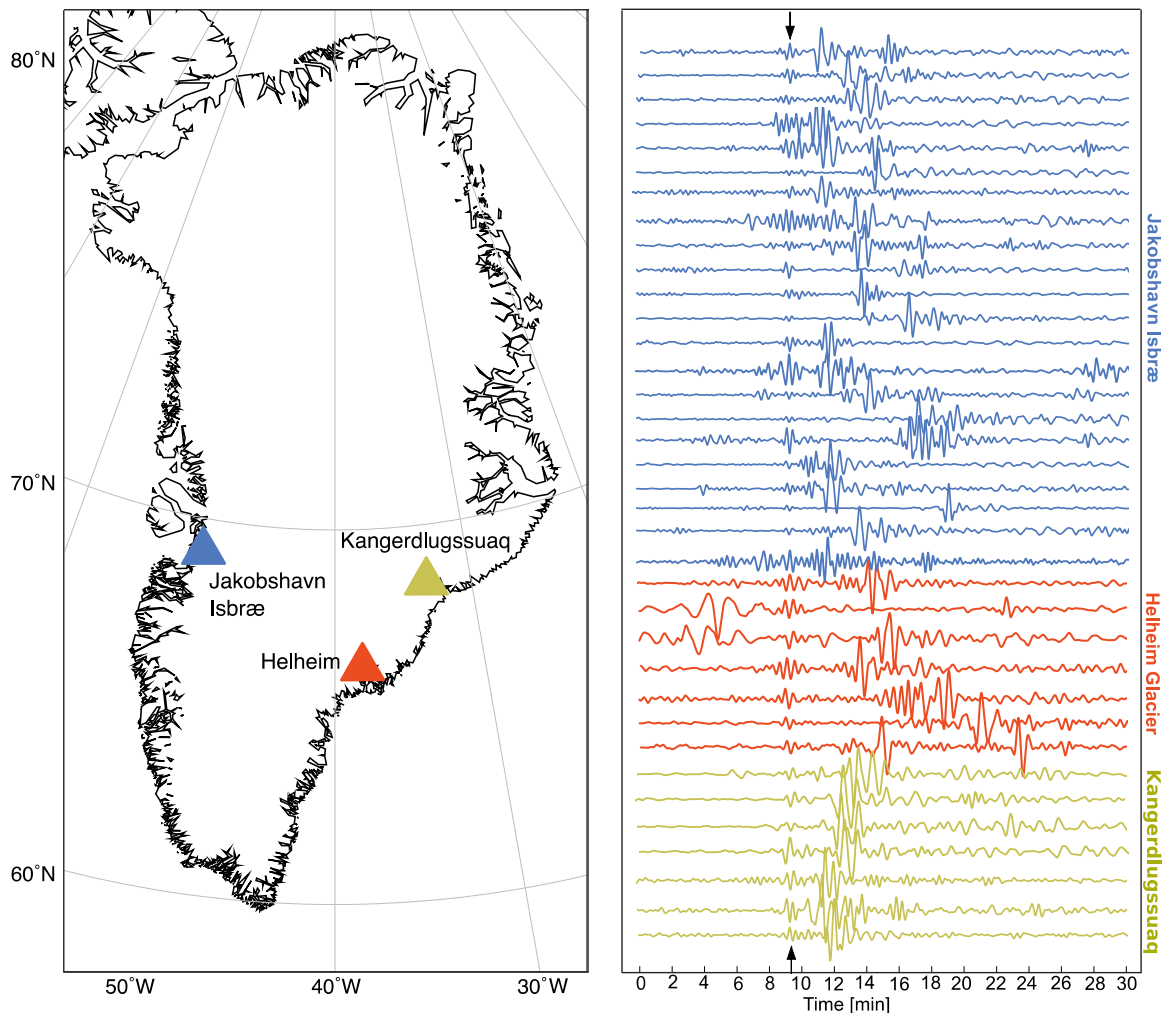 80°N
70°N
60°N
50°W
40°W
30°W
Kangerdlugssuaq
Jakobshavn
Isbræ
Helheim
Jakobshavn Isbræ
Helheim Glacier
Kangerdlugssuaq
0 2 4 6 8 10 12 14 16 18 20 22 24 26 28 30
Time [min]